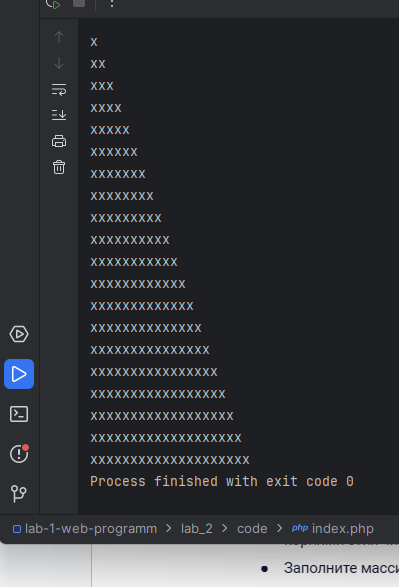 x
xx
xxx
xxxx
xxxxx
xxxxxx
xxxxxxx
xxxxxxxx
xxxxxxxxx
xxxxxxxxxx
xxxxxxxxxxx
xxxxxxxxxxxx
xxxxxxxxxxxxx
xxxxxxxxxxxxxx
xxxxxxxxxxxxxxx
xxxxxxxxxxxxxxxx
xxxxxxxxxxxxxxxxx
xxxxxxxxxxxxxxxxxx
xxxxxxxxxxxxxxxxxxx
xxxxxxxxxxxxxxxxxxxx
Process finished with exit code 0
lab-1-web-programm > lab_2 > code > php index.php
• Заполните масси